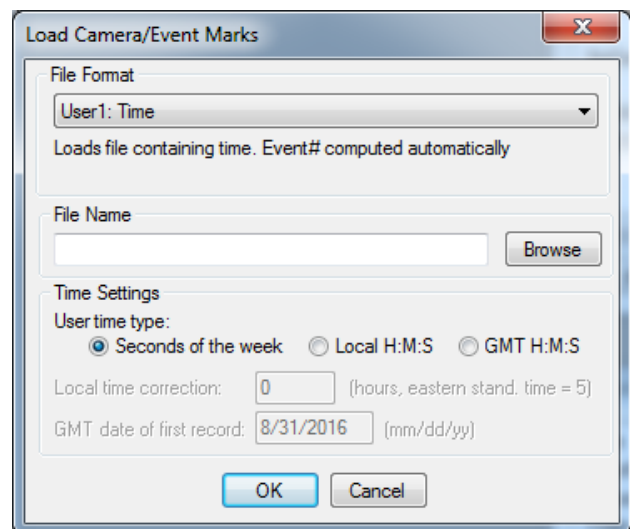 Load Camera/Event Marks
File Format
User1: Time
Loads file containing time. Event# computed automatically
File Name
Browse
Time Settings
User time type:
Seconds of the week Local H:M:S GMT H:M:S
Local time correction: 0 (hours, eastern stand. time = 5)
GMT date of first record: 8/31/2016 (mm/dd/yy)
OK Cancel